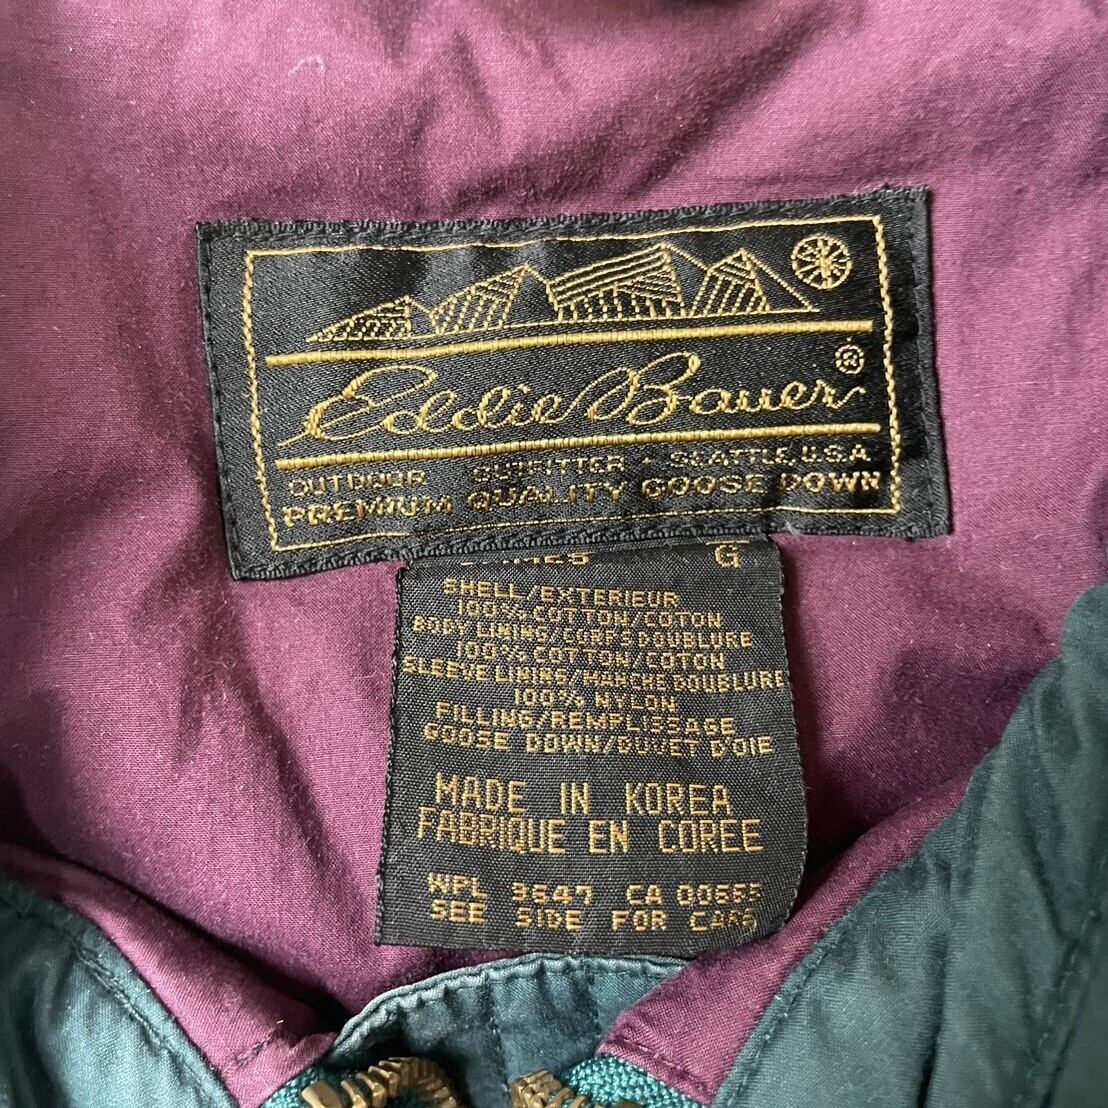 Eddie Bauer®
OUTDOOR OUTFITTER • SEATTLE, U.S.A
PREMIUM QUALITY GOOSE DOWN
G
SHELL/EXTERIEUR
100% COTTON/COTON
BODY LINING/CORPS DOUBLURE
100% COTTON/COTON
SLEEVE LINING/MANCHE DOUBLURE
100% NYLON
FILLING/REMPLISSAGE
GOOSE DOWN/DUVET D'OIE
MADE IN KOREA
FABRIQUE EN COREE
WPL 3647 CA 00665
SEE SIDE FOR CARE